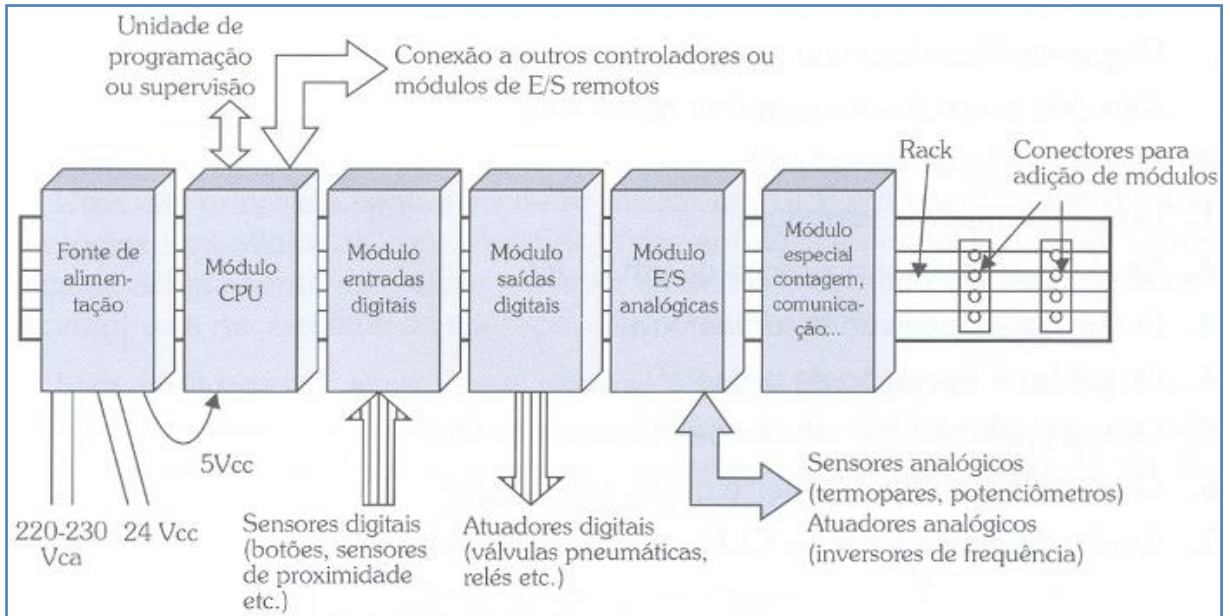 Unidade de
programação
ou supervisão
Conexão a outros controladores ou
módulos de E/S remotos
Rack
Conectores para
adição de módulos
Fonte de
alimen-
tação
Módulo
CPU
Módulo
entradas
digitais
Módulo
saídas
digitais
Módulo
E/S
analógicas
Módulo
especial
contagem,
comunica-
ção...
5Vcc
220-230
Vca
24 Vcc
Sensores digitais
(botões, sensores
de proximidade
etc.)
Atuadores digitais
(válvulas pneumáticas,
relés etc.)
Sensores analógicos
(termopares, potenciômetros)
Atuadores analógicos
(inversores de frequência)